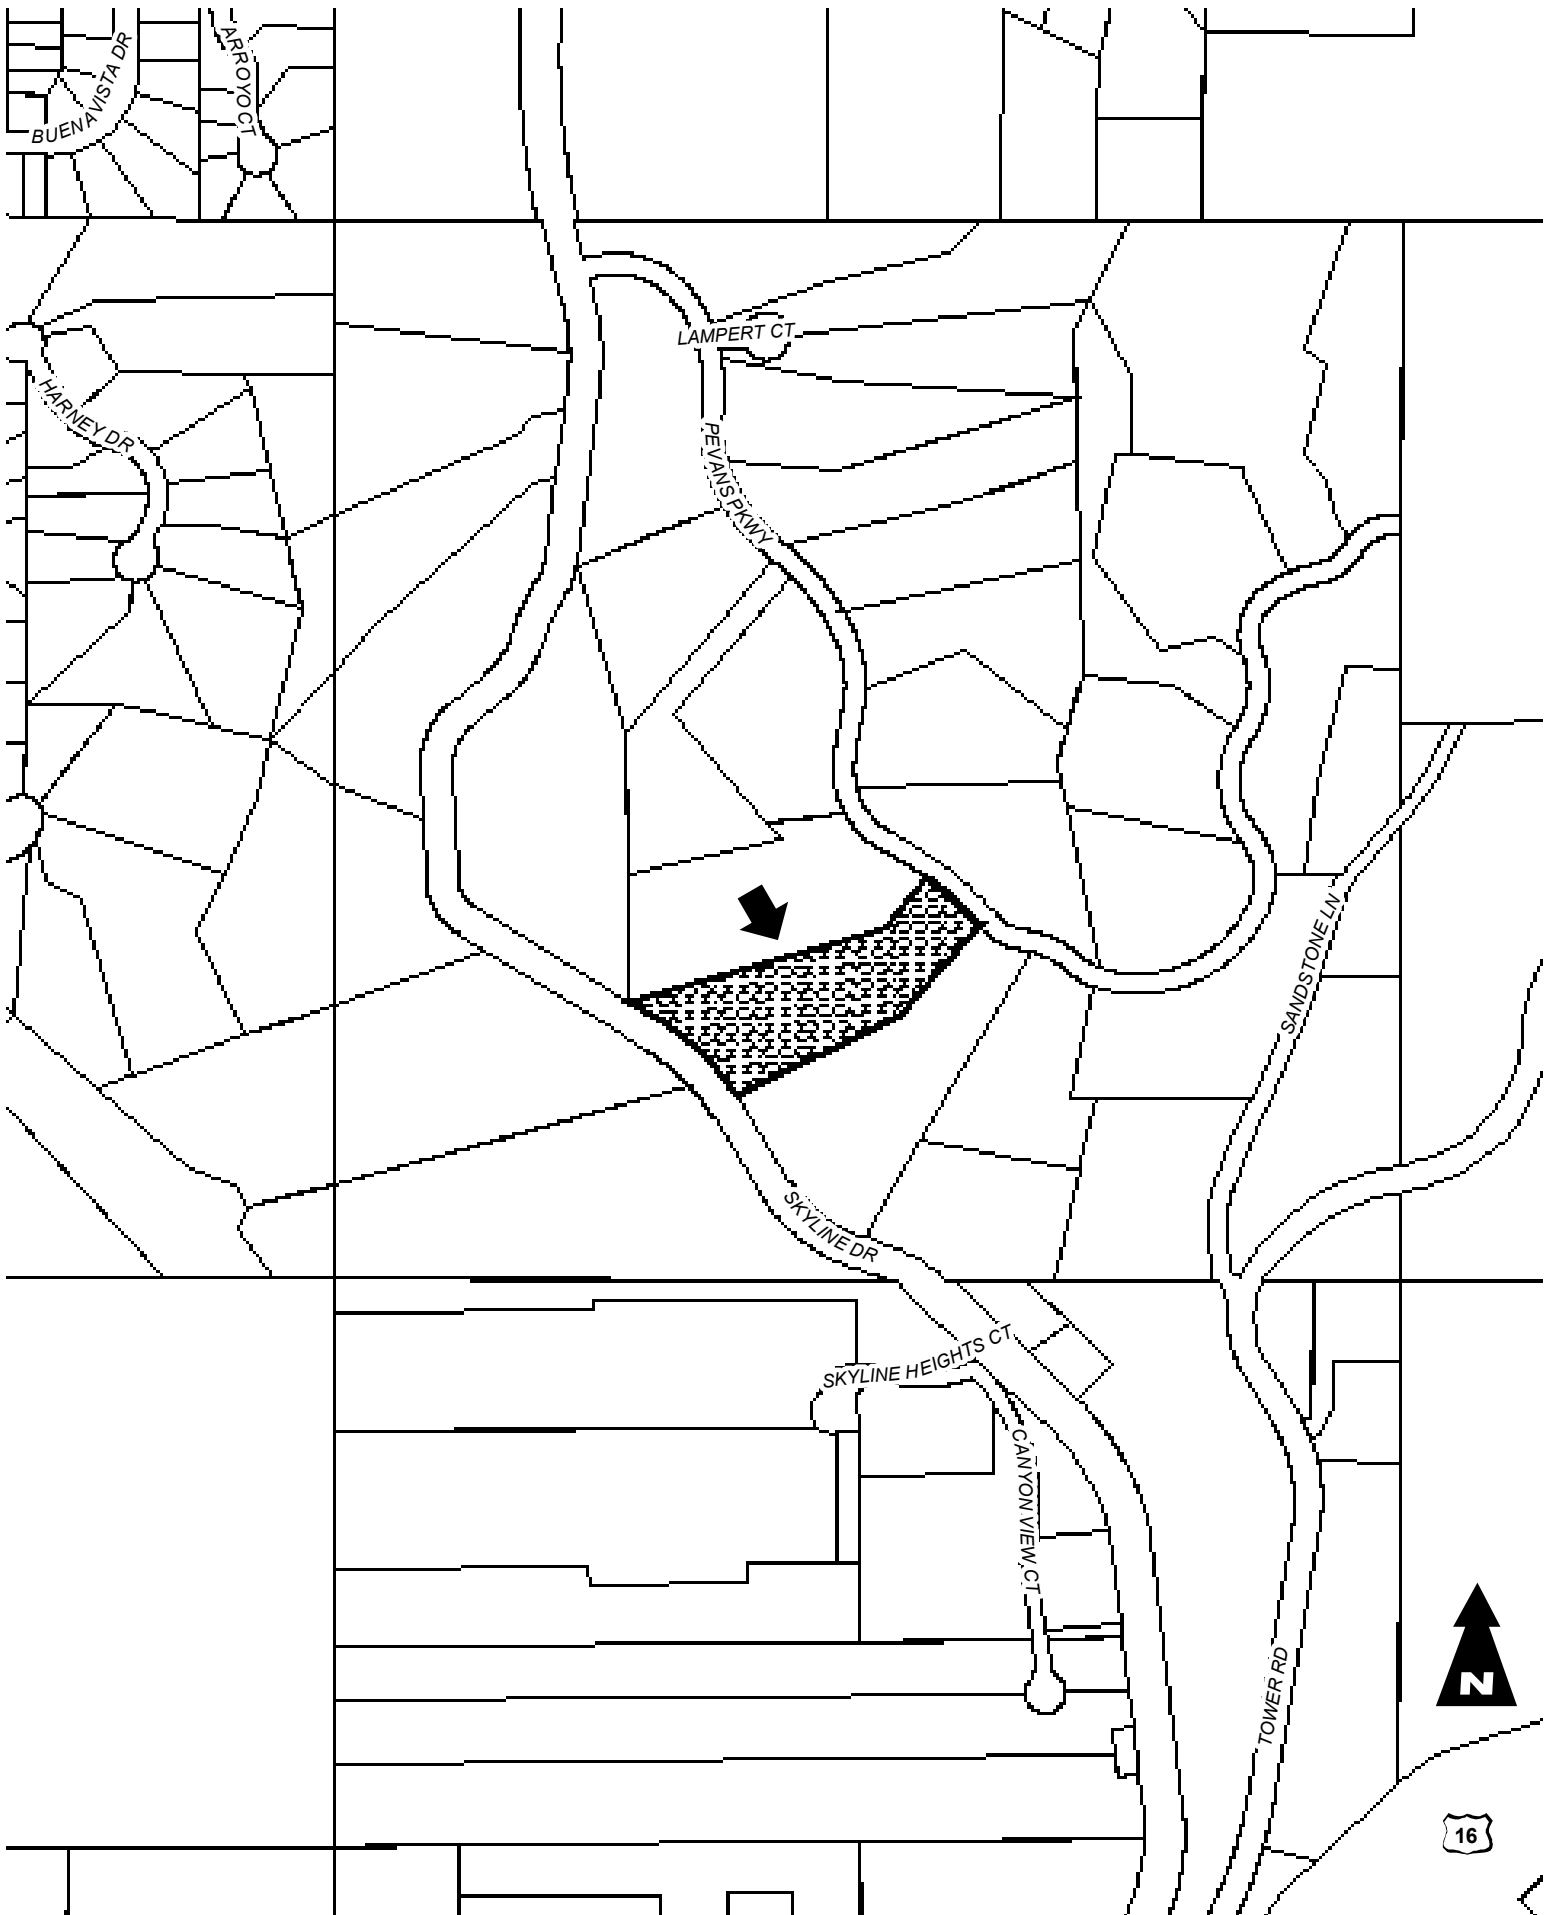 BUENA VISTA DR
ARROYO CT
LAMPERT CT
HARNEY DR
PEVANS PKWY
SANDSTONE LN
SKYLINE DR
SKYLINE HEIGHTS CT
CANYON VIEW CT
TOWER RD
N
16